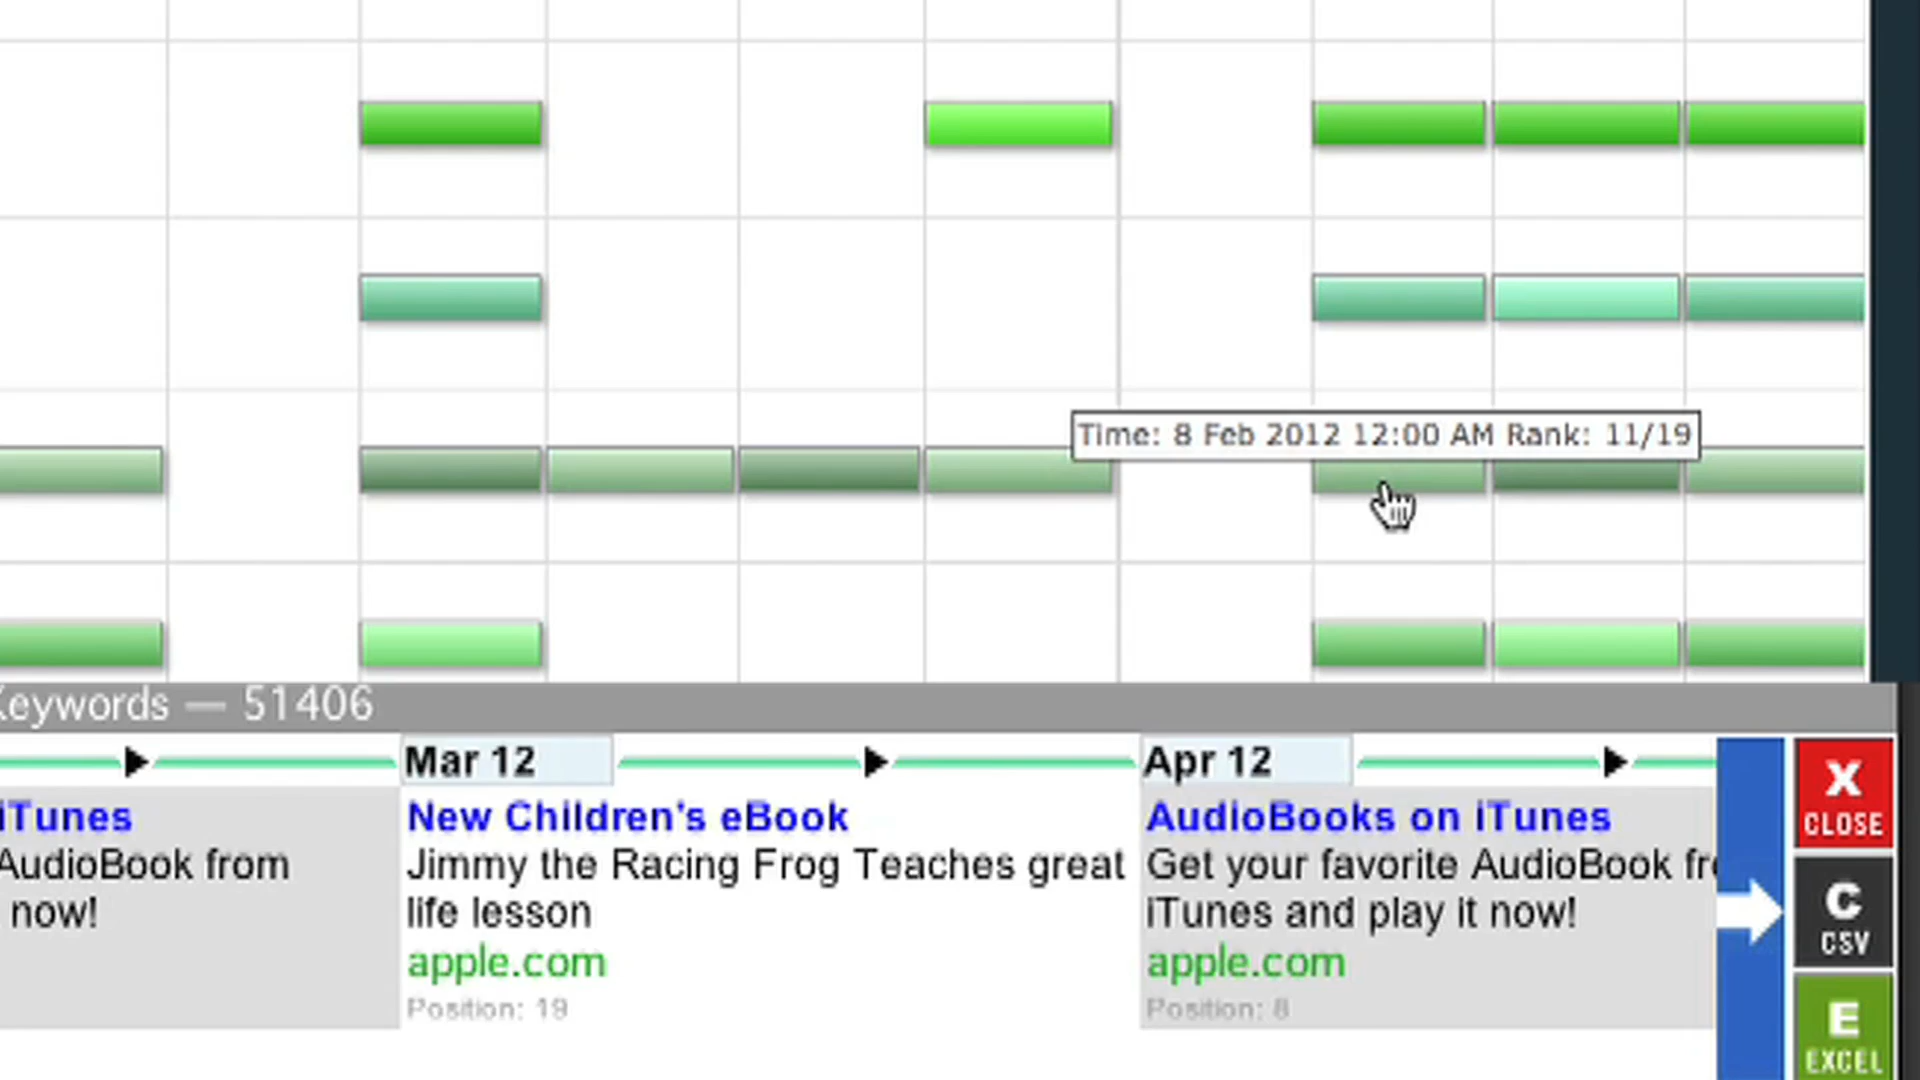 Time: 8 Feb 2012 12:00 AM Rank: 11/19
Keywords — 51406
Mar 12
Apr 12
iTunes
AudioBook from
now!
New Children's eBook
Jimmy the Racing Frog Teaches great
life lesson
apple.com
Position: 19
AudioBooks on iTunes
Get your favorite AudioBook
iTunes and play it now!
apple.com
Position: 8
X
CLOSE
C
CSV
E
EXCEL